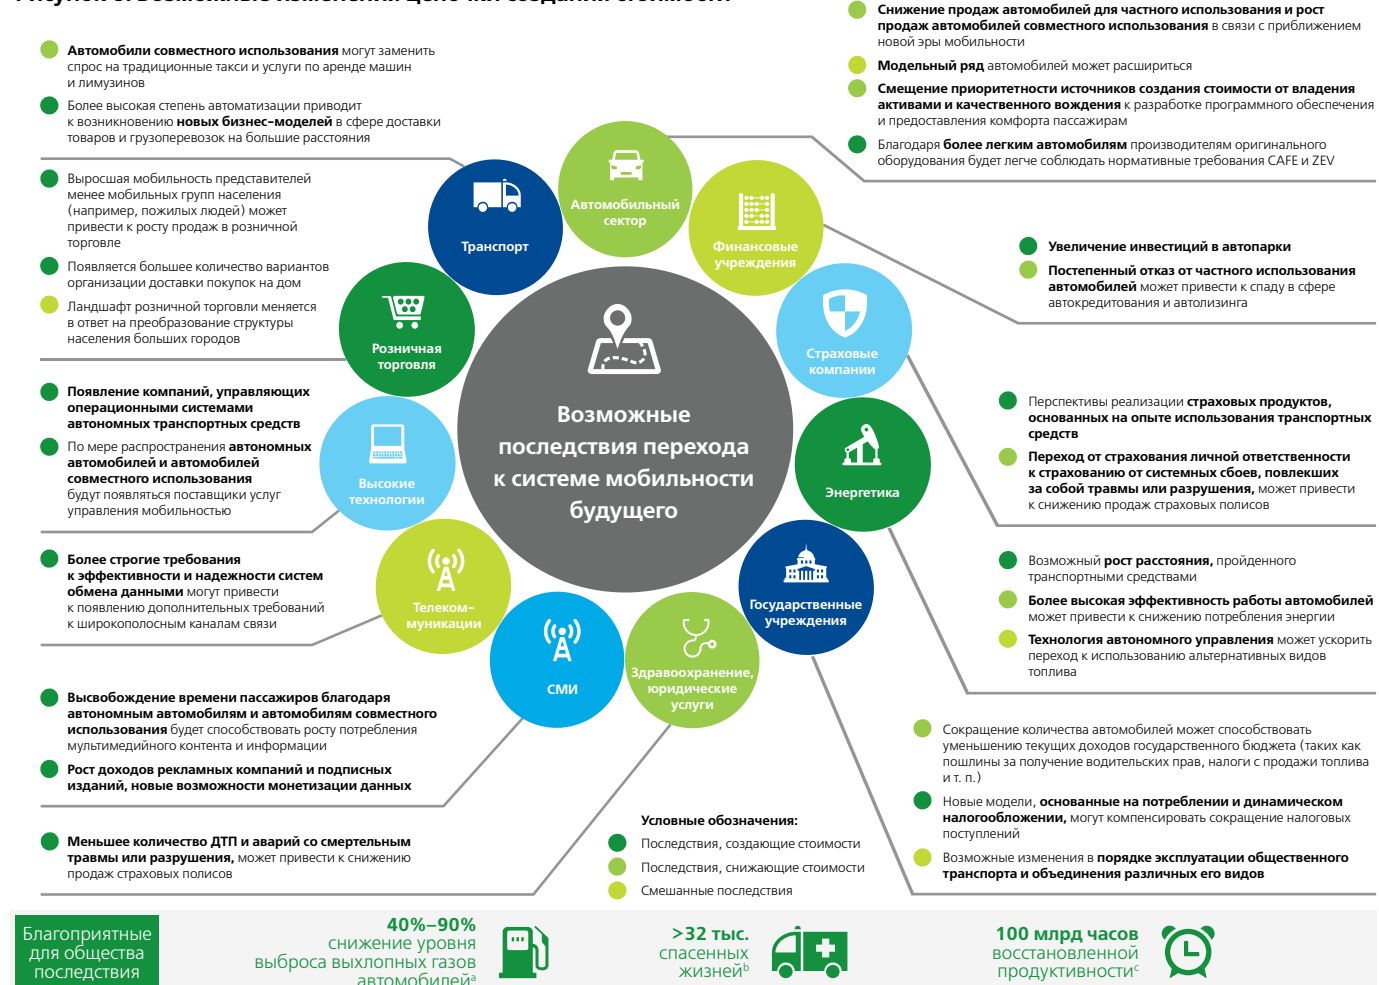 Автомобили совместного использования могут заменить
спрос на традиционные такси и услуги по аренде машин
и лимузинов
Более высокая степень автоматизации приводит
к возникновению новых бизнес-моделей в сфере доставки
товаров и грузоперевозок на большие расстояния
Выросшая мобильность представителей
менее мобильных групп населения
(например, пожилых людей) может
привести к росту продаж в розничной
торговле
Появляется большее количество вариантов
организации доставки покупок на дом
Ландшафт розничной торговли меняется
в ответ на преобразование структуры
населения больших городов
Появление компаний, управляющих
операционными системами
автономных транспортных средств
По мере распространения автономных
автомобилей и автомобилей
совместного использования
будут появляться поставщики услуг
управления мобильностью
Более строгие требования
к эффективности и надежности систем
обмена данными могут привести
к появлению дополнительных требований
к широкополосным каналам связи
Высвобождение времени пассажиров благодаря
автономным автомобилям и автомобилям совместного
использования будет способствовать росту потребления
мультимедийного контента и информации
Рост доходов рекламных компаний и подписных
изданий, новые возможности монетизации данных
Меньшее количество ДТП и аварий со смертельным
травмы или разрушения, может привести к снижению
продаж страховых полисов
Транспорт
Автомобильный
сектор
Финансовые
учреждения
Розничная
торговля
Страховые
компании
Высокие
технологии
Энергетика
Телеком-
муникации
Государственные
учреждения
СМИ
Здравоохранение,
юридические
услуги
Возможные
последствия перехода
к системе мобильности
будущего
Снижение продаж автомобилей для частного использования и рост
продаж автомобилей совместного использования в связи с приближением
новой эры мобильности
Модельный ряд автомобилей может расшириться
Смещение приоритетности источников создания стоимости от владения
активами и качественного вождения к разработке программного обеспечения
и предоставления комфорта пассажирам
Благодаря более легким автомобилям производителям оригинального
оборудования будет легче соблюдать нормативные требования CAFE и ZEV
Увеличение инвестиций в автопарки
Постепенный отказ от частного использования
автомобилей может привести к спаду в сфере
автокредитования и автолизинга
Перспективы реализации страховых продуктов,
основанных на опыте использования транспортных
средств
Переход от страхования личной ответственности
к страхованию от системных сбоев, повлекших
за собой травмы или разрушения, может привести
к снижению продаж страховых полисов
Возможный рост расстояния, пройденного
транспортными средствами
Более высокая эффективность работы автомобилей
может привести к снижению потребления энергии
Технология автономного управления может ускорить
переход к использованию альтернативных видов
топлива
Сокращение количества автомобилей может способствовать
уменьшению текущих доходов государственного бюджета (таких как
пошлины за получение водительских прав, налоги с продажи топлива
и т. п.)
Новые модели, основанные на потреблении и динамическом
налогообложении, могут компенсировать сокращение налоговых
поступлений
Возможные изменения в порядке эксплуатации общественного
транспорта и объединения различных его видов
Условные обозначения:
Последствия, создающие стоимости
Последствия, снижающие стоимости
Смешанные последствия
Благоприятные
для общества
последствия
40%–90%
снижение уровня
выброса выхлопных газов
автомобилейᵃ
>32 тыс.
спасенных
жизнейᵇ
100 млрд часов
восстановленной
продуктивностиᶜ